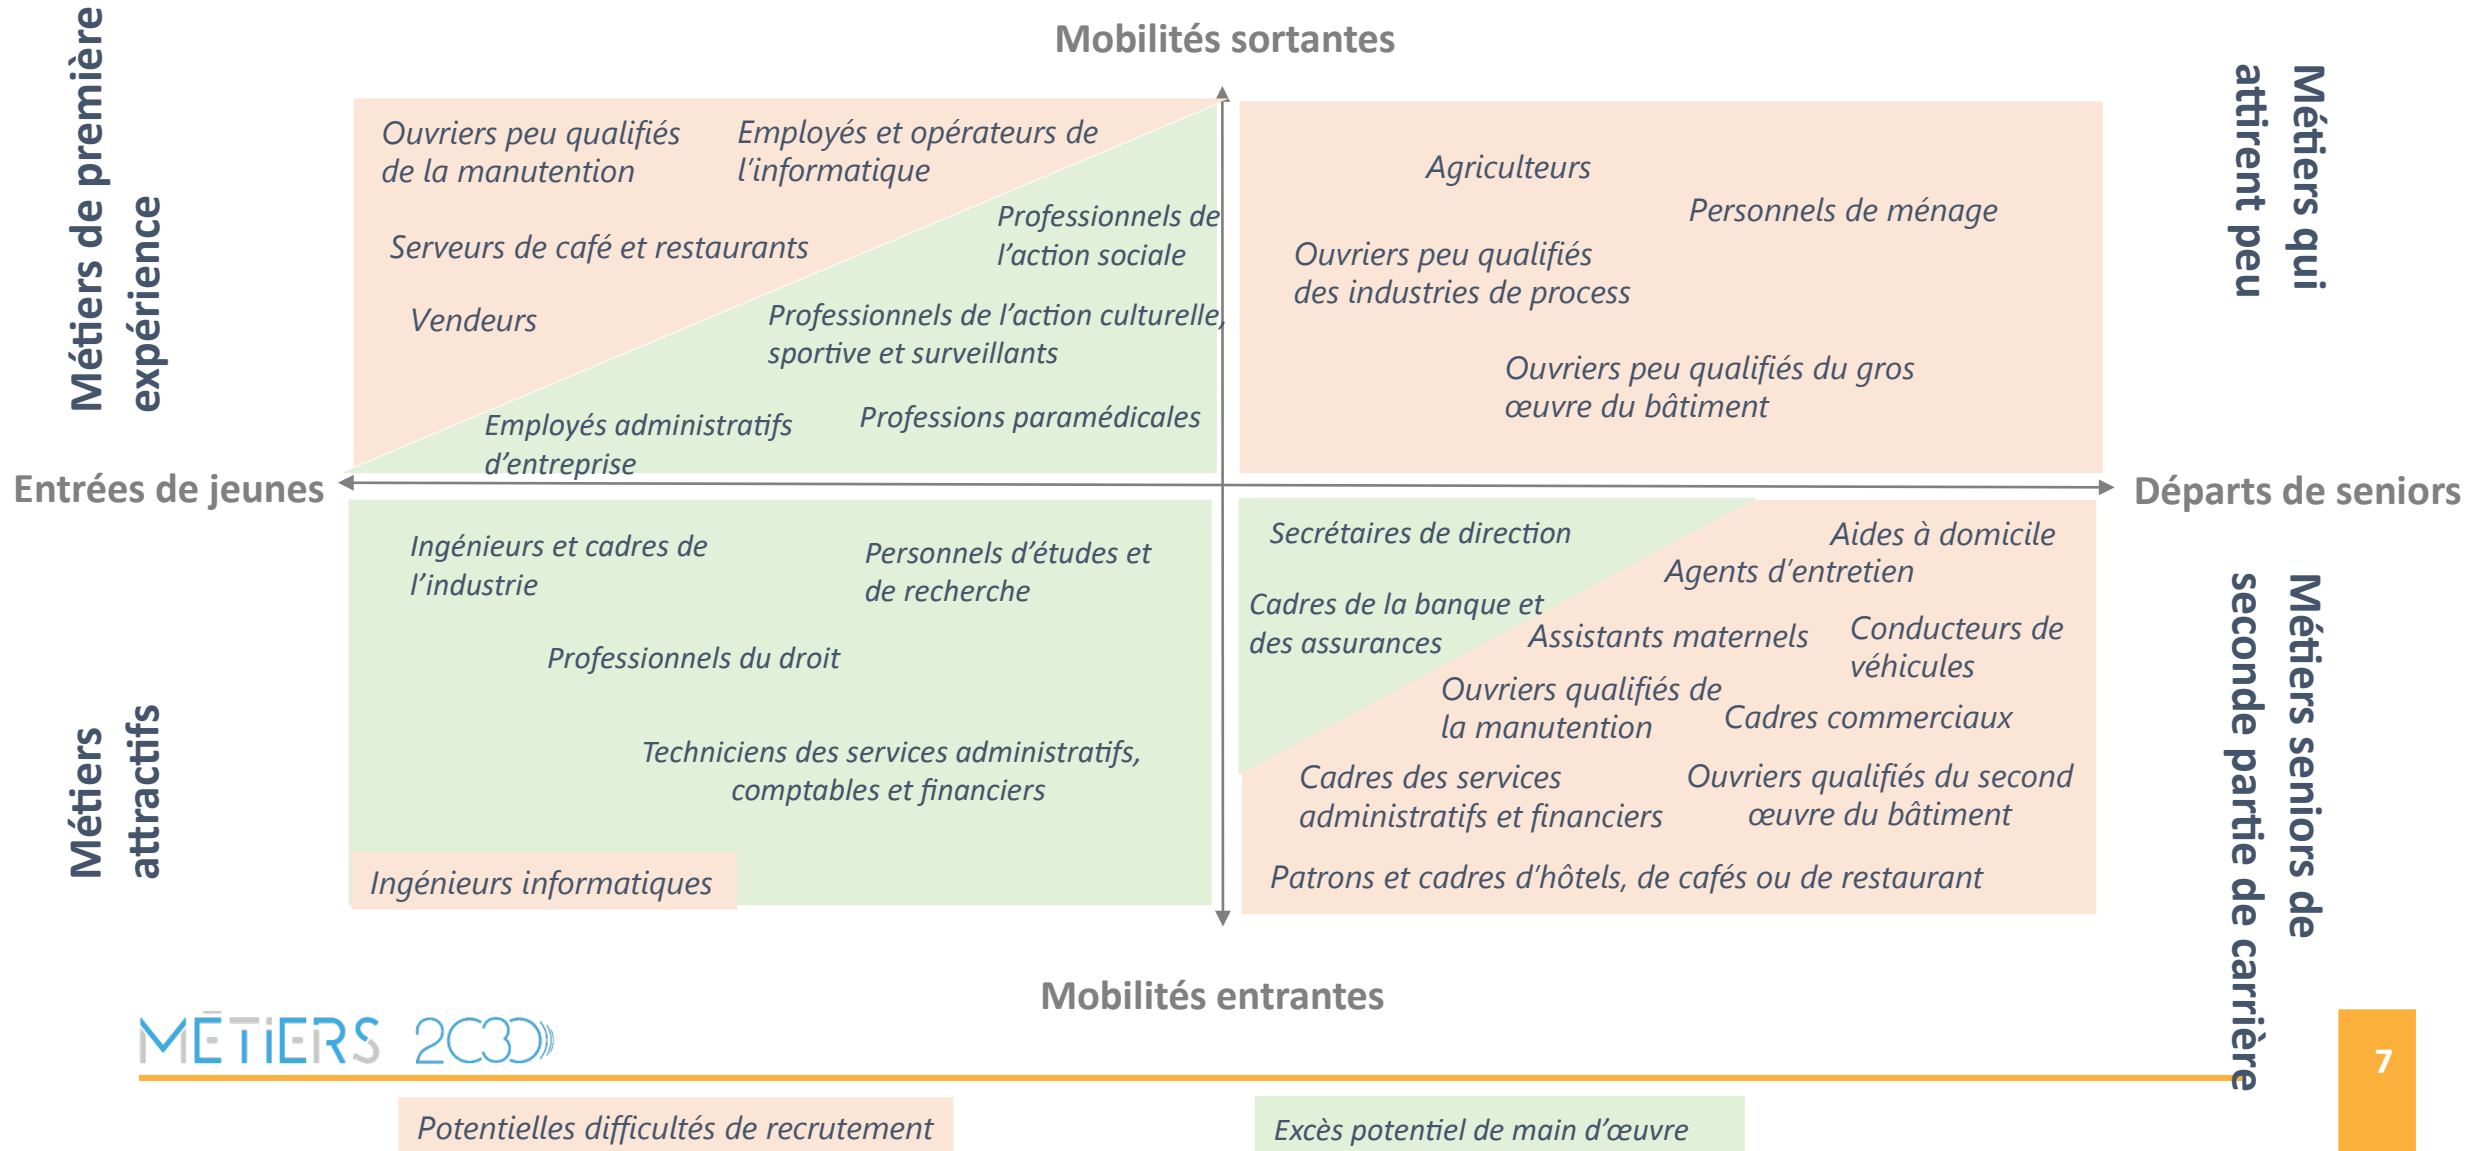 Mobilités sortantes
Métiers de première
expérience
Ouvriers peu qualifiés
de la manutention
Employés et opérateurs de
l’informatique
Serveurs de café et restaurants
Vendeurs
Professionnels de
l’action sociale
Professionnels de l’action culturelle,
sportive et surveillants
Employés administratifs
d’entreprise
Professions paramédicales
Agriculteurs
Personnels de ménage
Ouvriers peu qualifiés
des industries de process
Ouvriers peu qualifiés du gros
œuvre du bâtiment
Métiers qui
attirent peu
Entrées de jeunes
Départs de seniors
Métiers
attractifs
Ingénieurs et cadres de
l’industrie
Personnels d’études et
de recherche
Professionnels du droit
Techniciens des services administratifs,
comptables et financiers
Ingénieurs informatiques
Secrétaires de direction
Cadres de la banque et
des assurances
Aides à domicile
Agents d’entretien
Assistants maternels
Conducteurs de
véhicules
Ouvriers qualifiés de
la manutention
Cadres commerciaux
Cadres des services
administratifs et financiers
Ouvriers qualifiés du second
œuvre du bâtiment
Patrons et cadres d’hôtels, de cafés ou de restaurant
Métiers seniors de
seconde partie de carrière
Mobilités entrantes
MÉTIERS 2030
7
Potentielles difficultés de recrutement
Excès potentiel de main d’œuvre